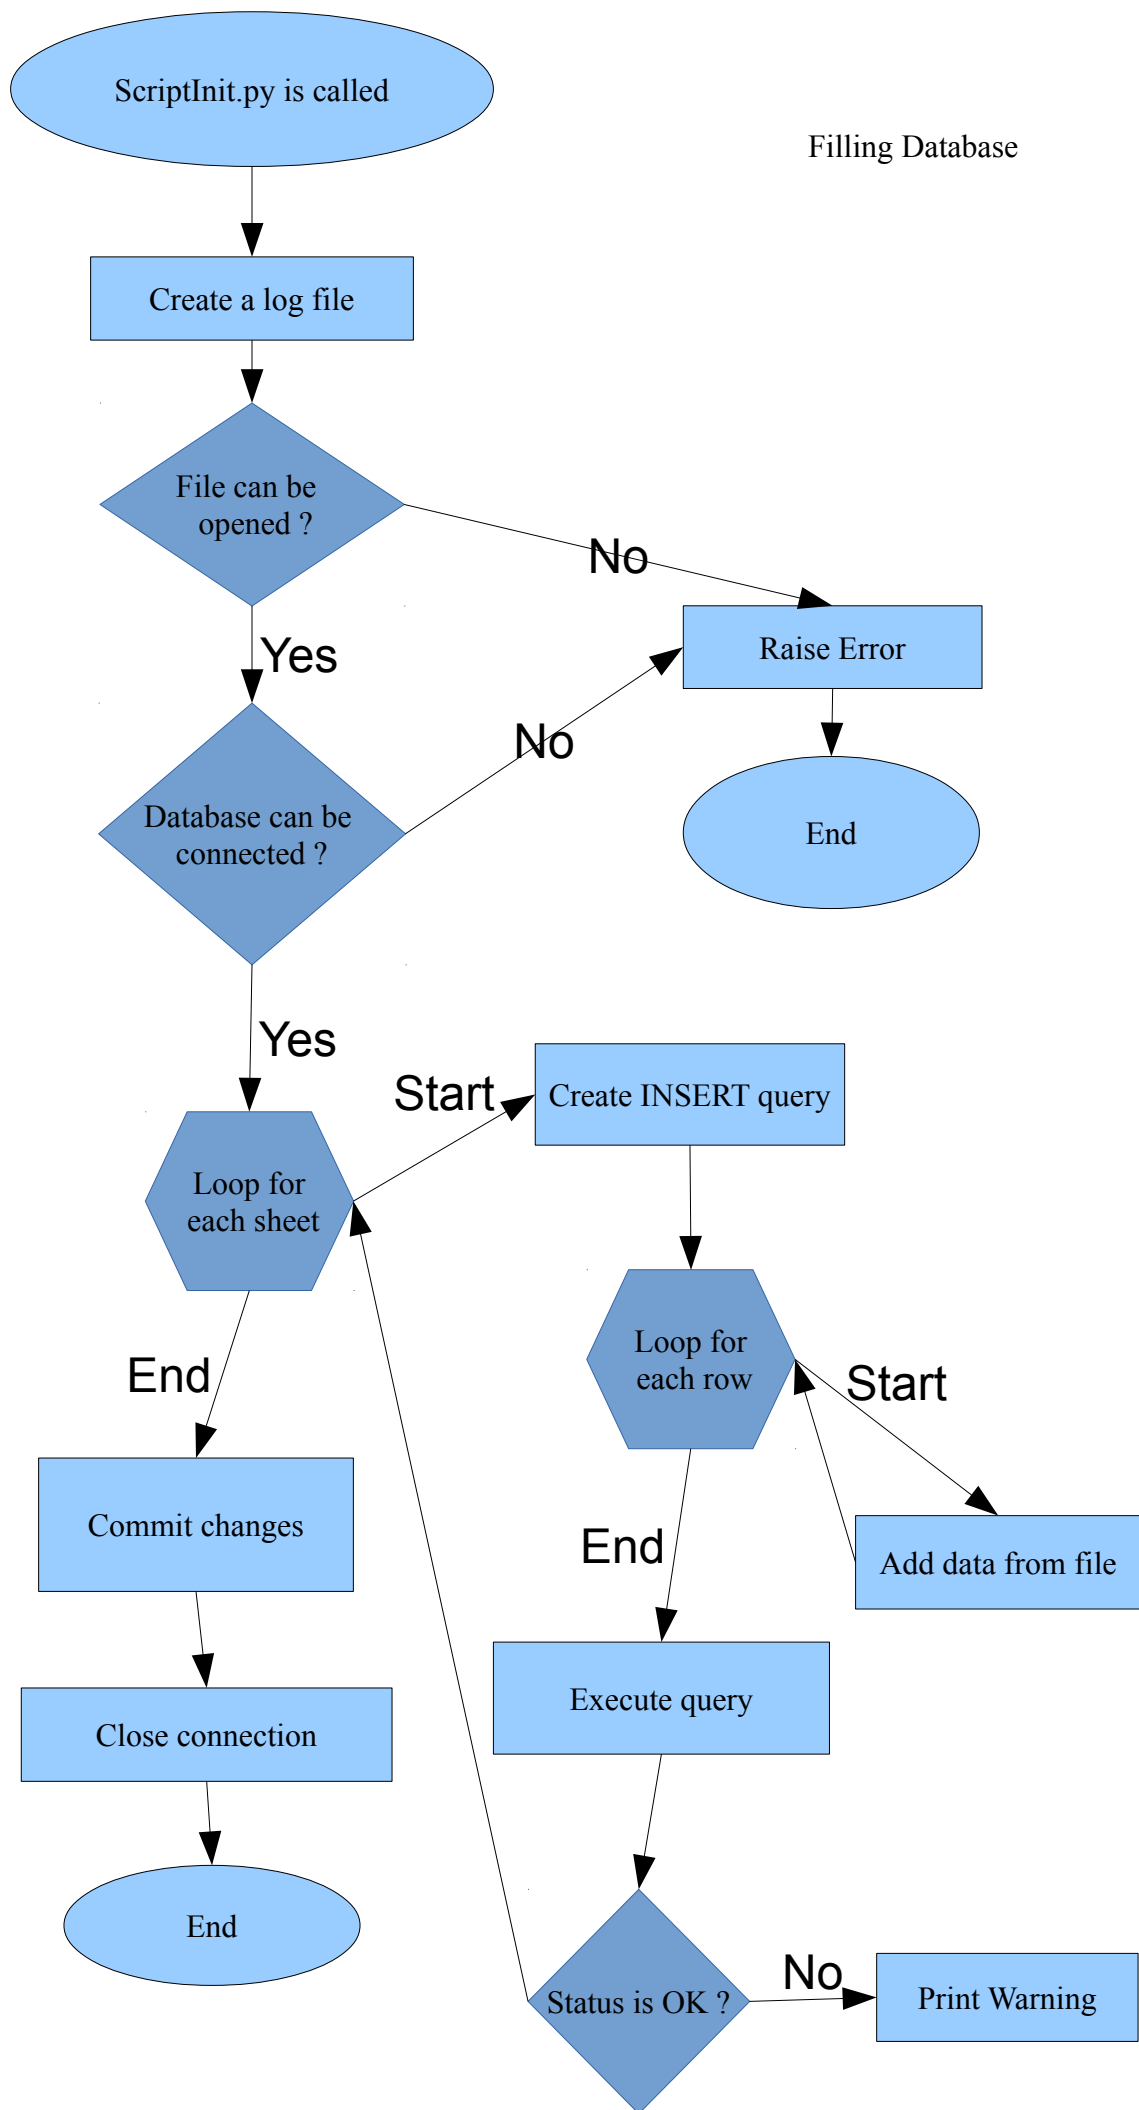 ScriptInit.py is called
Filling Database
Create a log file
File can be
opened ?
No
Yes
Raise Error
No
Database can be
connected ?
End
Yes
Start
Create INSERT query
Loop for
each sheet
Loop for
each row
End
Start
Commit changes
End
Add data from file
Execute query
Close connection
End
No
Status is OK ?
Print Warning